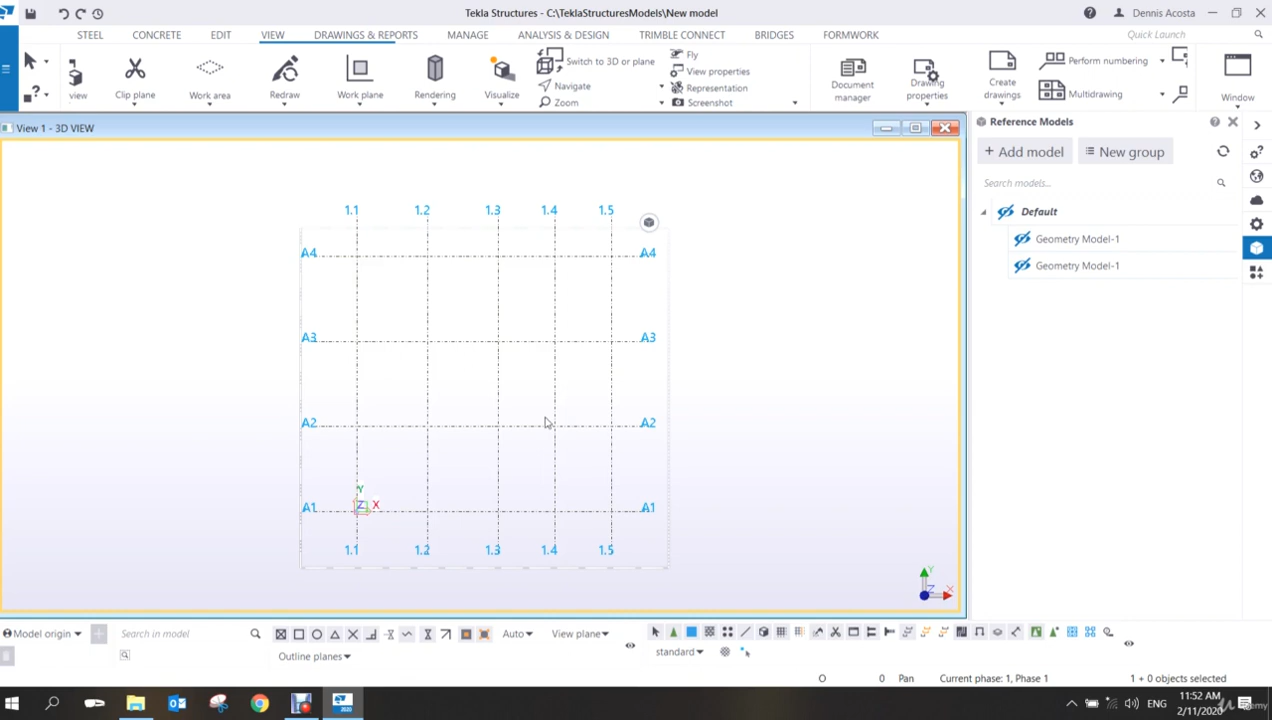 Tekla Structures - C:\TeklaStructuresModels\New model
Dennis Acosta
STEEL CONCRETE EDIT VIEW DRAWINGS & REPORTS MANAGE ANALYSIS & DESIGN TRIMBLE CONNECT BRIDGES FORMWORK Quick Launch
Switch to 3D or plane
Fly
View properties
Navigate
Representation
Zoom
Screenshot
view
Clip plane
Work area
Redraw
Work plane
Rendering
Visualize
Document manager
Drawing properties
Create drawings
Perform numbering
Multidrawing
Window
View 1 - 3D VIEW
Reference Models
+ Add model
New group
Search models...
Default
Geometry Model-1
Geometry Model-1
1.1 1.2 1.3 1.4 1.5
A4 A4
A3 A3
A2 A2
Y
Z X
A1 A1
1.1 1.2 1.3 1.4 1.5
Y
Z X
Model origin
Search in model
Auto
View plane
Outline planes
standard
O 0 Pan Current phase: 1, Phase 1 1 + 0 objects selected
2020
ENG
11:52 AM
2/11/2020
Udemy